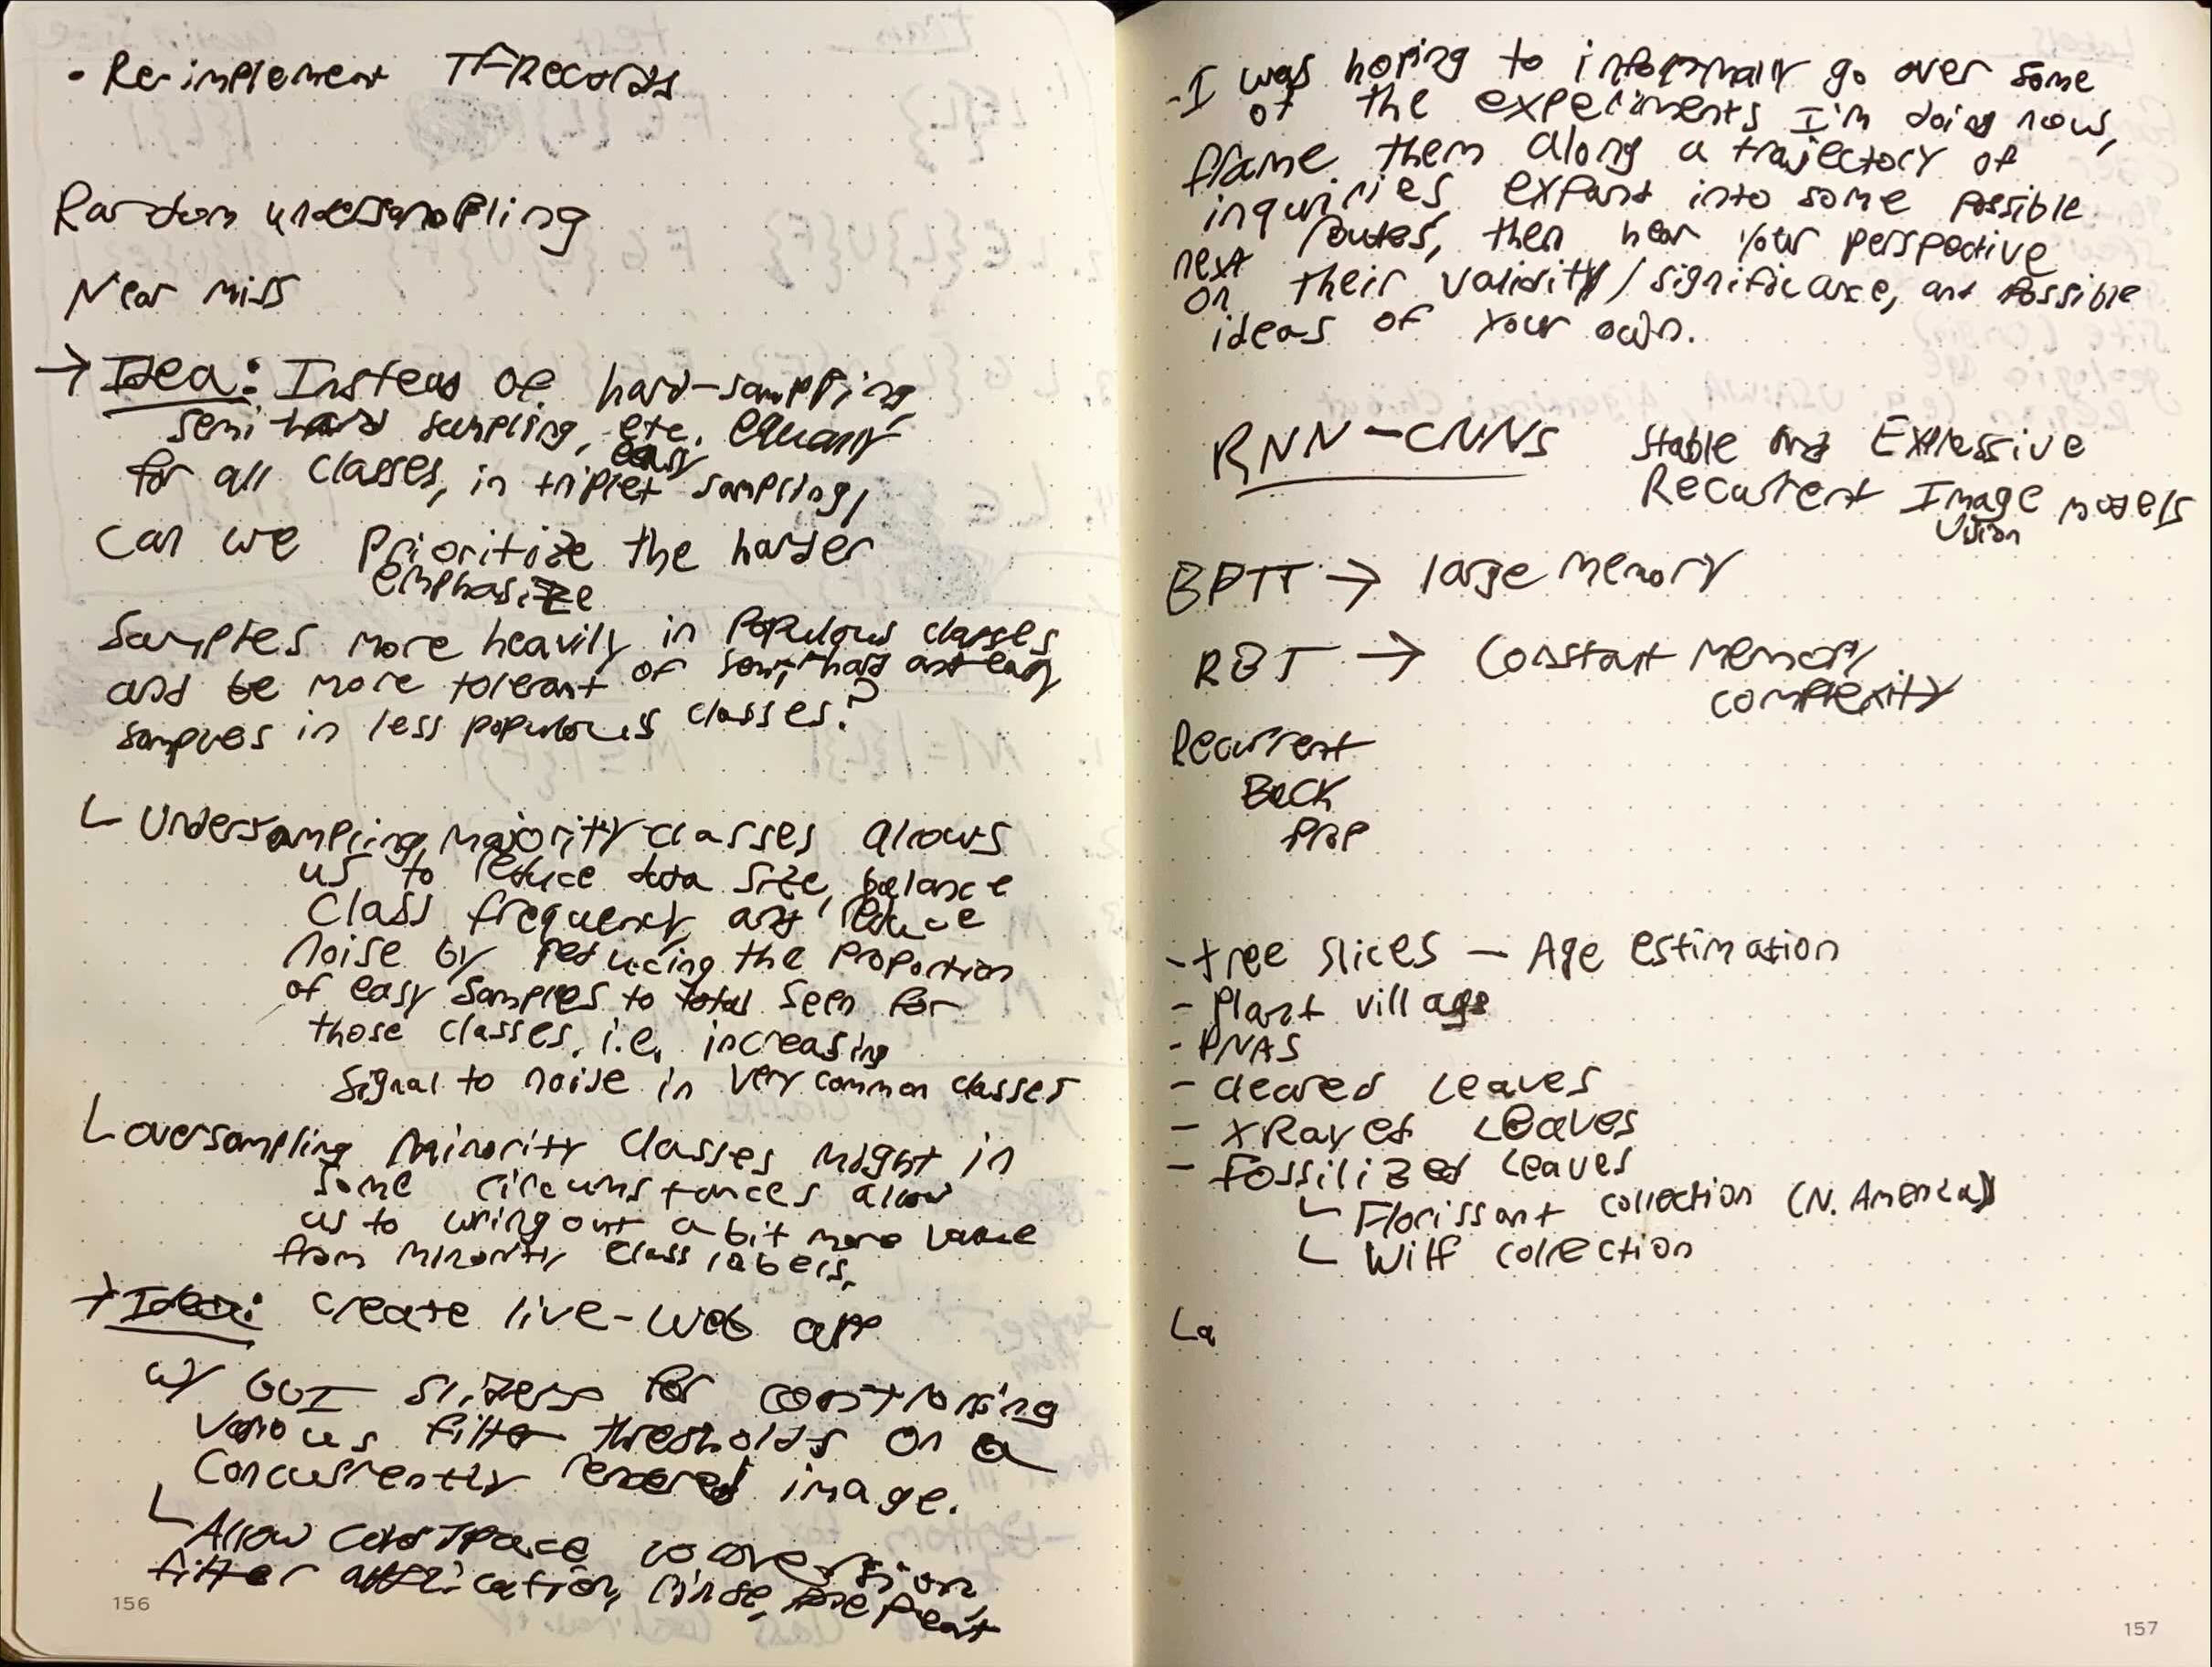 • Re-implement TFRecords
Random undersampling
Near miss
→ Idea: Instead of hard-sampling,
semi hard sampling, etc. equally
for all classes, in triplet easy sampling,
can we prioritize the harder
emphasize
samples more heavily in populous classes
and be more tolerant of semi-hard and easy
samples in less populous classes?
└ Undersampling majority classes allows
us to reduce data size, balance
class frequency, and reduce
noise by reducing the proportion
of easy samples to total seen for
those classes, i.e. increasing
signal to noise in very common classes
└ oversampling minority classes might in
some circumstances allow
us to wring out a bit more value
from minority class labels.
→ Idea: create live-web app
w/ GUI sliders for controlling
various filter thresholds on a
concurrently rendered image.
└ Allow colorspace conversion,
filter application, rinse, repeat
156
- I was hoping to informally go over some
of the experiments I'm doing now,
frame them along a trajectory of
inquiries expand into some possible
next routes, then hear your perspective
on their validity/significance, and possible
ideas of your own.
RNN-CNNs Stable and Expressive
Recurrent Image models
Vision
BPTT → large memory
RBT → Constant memory
complexity
Recurrent
Back
Prop
- tree slices - Age estimation
- Plant village
- PNAS
- cleared leaves
- XRayed Leaves
- Fossilized leaves
└ Florissant collection (N. America)
└ Wilf collection
La
157